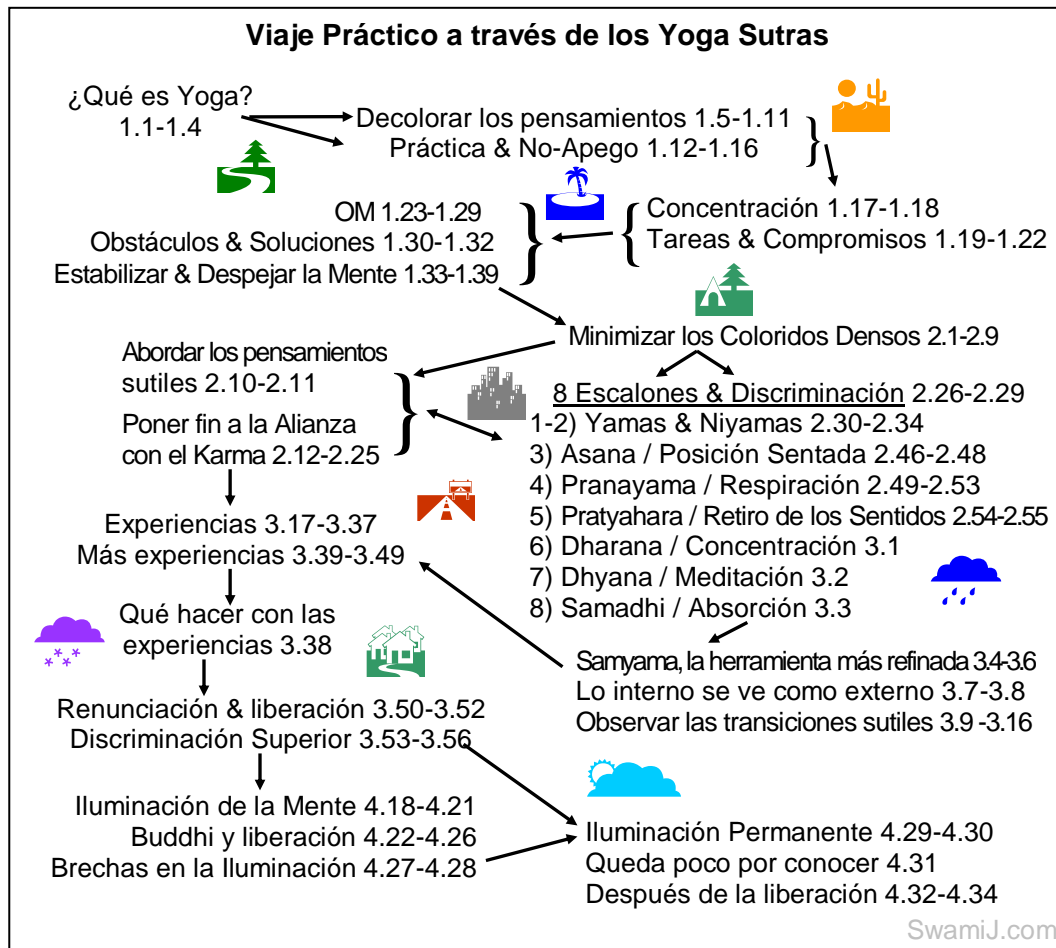 Viaje Práctico a través de los Yoga Sutras
¿Qué es Yoga?
1.1-1.4
Decolorar los pensamientos 1.5-1.11
Práctica & No-Apego 1.12-1.16
Concentración 1.17-1.18
Tareas & Compromisos 1.19-1.22
OM 1.23-1.29
Obstáculos & Soluciones 1.30-1.32
Estabilizar & Despejar la Mente 1.33-1.39
Minimizar los Coloridos Densos 2.1-2.9
Abordar los pensamientos
sutiles 2.10-2.11
Poner fin a la Alianza
con el Karma 2.12-2.25
8 Escalones & Discriminación 2.26-2.29
1-2) Yamas & Niyamas 2.30-2.34
3) Asana / Posición Sentada 2.46-2.48
4) Pranayama / Respiración 2.49-2.53
5) Pratyahara / Retiro de los Sentidos 2.54-2.55
6) Dharana / Concentración 3.1
7) Dhyana / Meditación 3.2
8) Samadhi / Absorción 3.3
Samyama, la herramienta más refinada 3.4-3.6
Lo interno se ve como externo 3.7-3.8
Observar las transiciones sutiles 3.9 -3.16
Experiencias 3.17-3.37
Más experiencias 3.39-3.49
Qué hacer con las
experiencias 3.38
Renunciación & liberación 3.50-3.52
Discriminación Superior 3.53-3.56
Iluminación de la Mente 4.18-4.21
Buddhi y liberación 4.22-4.26
Brechas en la Iluminación 4.27-4.28
Iluminación Permanente 4.29-4.30
Queda poco por conocer 4.31
Después de la liberación 4.32-4.34
SwamiJ.com